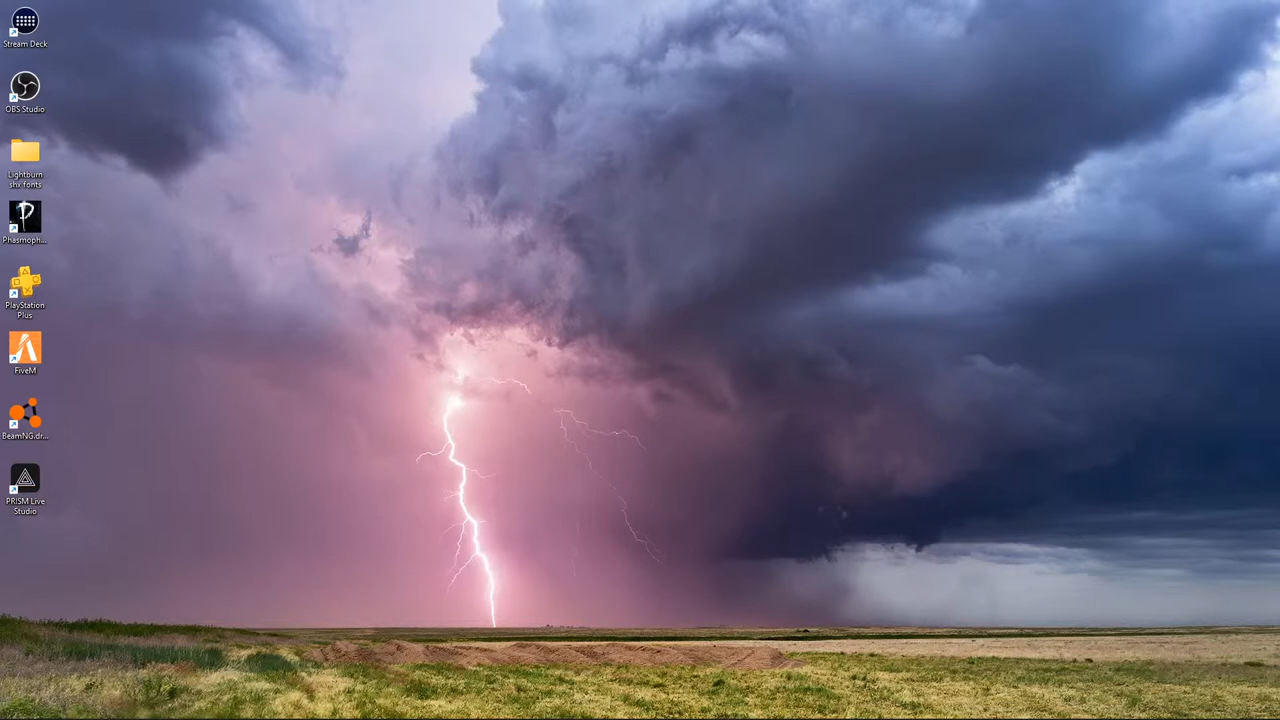 Stream Deck
OBS Studio
Lightburn
shx fonts
Phasmoph...
PlayStation
Plus
FiveM
BeamNG.dr...
PRISM Live
Studio